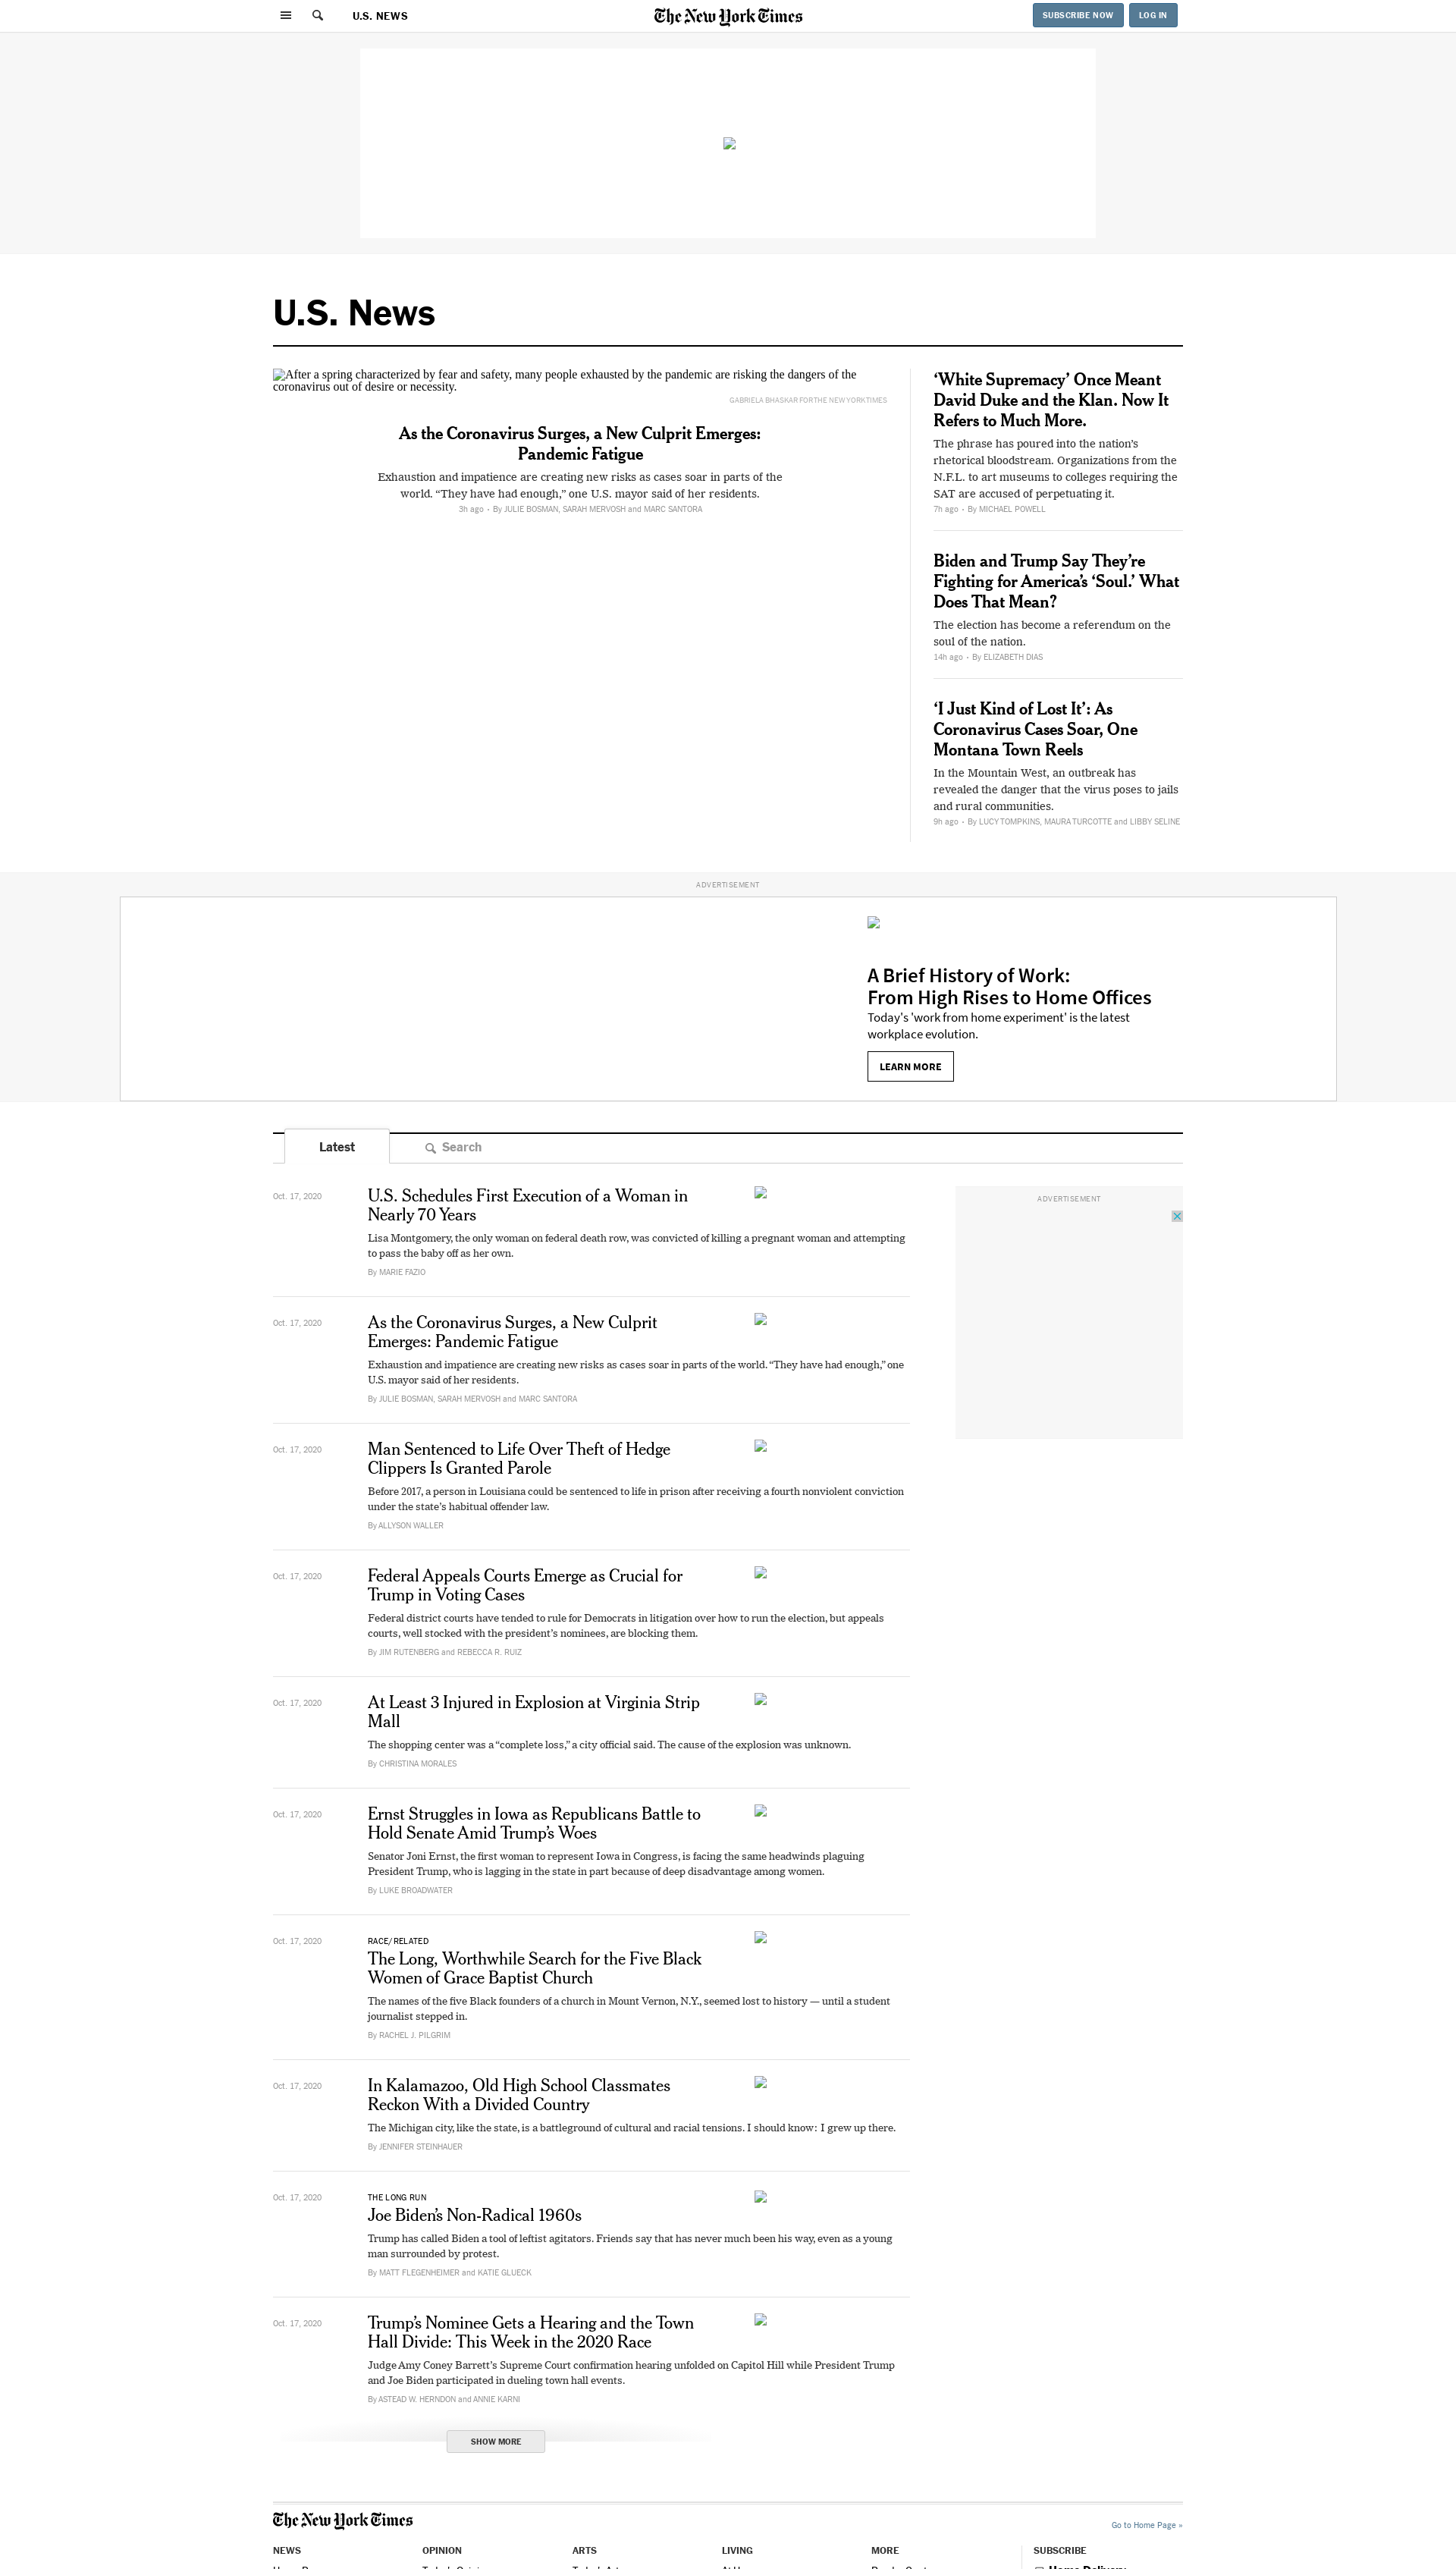 U.S. NEWS
The New York Times
SUBSCRIBE NOW
LOG IN
U.S. News
After a spring characterized by fear and safety, many people exhausted by the pandemic are risking the dangers of the
coronavirus out of desire or necessity.
GABRIELA BHASKAR FOR THE NEW YORK TIMES
As the Coronavirus Surges, a New Culprit Emerges:
Pandemic Fatigue
Exhaustion and impatience are creating new risks as cases soar in parts of the
world. “They have had enough,” one U.S. mayor said of her residents.
3h ago • By JULIE BOSMAN, SARAH MERVOSH and MARC SANTORA
‘White Supremacy’ Once Meant
David Duke and the Klan. Now It
Refers to Much More.
The phrase has poured into the nation’s
rhetorical bloodstream. Organizations from the
N.F.L. to art museums to colleges requiring the
SAT are accused of perpetuating it.
7h ago • By MICHAEL POWELL
Biden and Trump Say They’re
Fighting for America’s ‘Soul.’ What
Does That Mean?
The election has become a referendum on the
soul of the nation.
14h ago • By ELIZABETH DIAS
‘I Just Kind of Lost It’: As
Coronavirus Cases Soar, One
Montana Town Reels
In the Mountain West, an outbreak has
revealed the danger that the virus poses to jails
and rural communities.
9h ago • By LUCY TOMPKINS, MAURA TURCOTTE and LIBBY SELINE
ADVERTISEMENT
A Brief History of Work:
From High Rises to Home Offices
Today's 'work from home experiment' is the latest
workplace evolution.
LEARN MORE
Latest
Search
Oct. 17, 2020
U.S. Schedules First Execution of a Woman in
Nearly 70 Years
Lisa Montgomery, the only woman on federal death row, was convicted of killing a pregnant woman and attempting
to pass the baby off as her own.
By MARIE FAZIO
ADVERTISEMENT
Oct. 17, 2020
As the Coronavirus Surges, a New Culprit
Emerges: Pandemic Fatigue
Exhaustion and impatience are creating new risks as cases soar in parts of the world. “They have had enough,” one
U.S. mayor said of her residents.
By JULIE BOSMAN, SARAH MERVOSH and MARC SANTORA
Oct. 17, 2020
Man Sentenced to Life Over Theft of Hedge
Clippers Is Granted Parole
Before 2017, a person in Louisiana could be sentenced to life in prison after receiving a fourth nonviolent conviction
under the state’s habitual offender law.
By ALLYSON WALLER
Oct. 17, 2020
Federal Appeals Courts Emerge as Crucial for
Trump in Voting Cases
Federal district courts have tended to rule for Democrats in litigation over how to run the election, but appeals
courts, well stocked with the president’s nominees, are blocking them.
By JIM RUTENBERG and REBECCA R. RUIZ
Oct. 17, 2020
At Least 3 Injured in Explosion at Virginia Strip
Mall
The shopping center was a “complete loss,” a city official said. The cause of the explosion was unknown.
By CHRISTINA MORALES
Oct. 17, 2020
Ernst Struggles in Iowa as Republicans Battle to
Hold Senate Amid Trump’s Woes
Senator Joni Ernst, the first woman to represent Iowa in Congress, is facing the same headwinds plaguing
President Trump, who is lagging in the state in part because of deep disadvantage among women.
By LUKE BROADWATER
Oct. 17, 2020
RACE/RELATED
The Long, Worthwhile Search for the Five Black
Women of Grace Baptist Church
The names of the five Black founders of a church in Mount Vernon, N.Y., seemed lost to history — until a student
journalist stepped in.
By RACHEL J. PILGRIM
Oct. 17, 2020
In Kalamazoo, Old High School Classmates
Reckon With a Divided Country
The Michigan city, like the state, is a battleground of cultural and racial tensions. I should know: I grew up there.
By JENNIFER STEINHAUER
Oct. 17, 2020
THE LONG RUN
Joe Biden’s Non-Radical 1960s
Trump has called Biden a tool of leftist agitators. Friends say that has never much been his way, even as a young
man surrounded by protest.
By MATT FLEGENHEIMER and KATIE GLUECK
Oct. 17, 2020
Trump’s Nominee Gets a Hearing and the Town
Hall Divide: This Week in the 2020 Race
Judge Amy Coney Barrett’s Supreme Court confirmation hearing unfolded on Capitol Hill while President Trump
and Joe Biden participated in dueling town hall events.
By ASTEAD W. HERNDON and ANNIE KARNI
SHOW MORE
The New York Times
Go to Home Page »
NEWS
OPINION
ARTS
LIVING
MORE
SUBSCRIBE